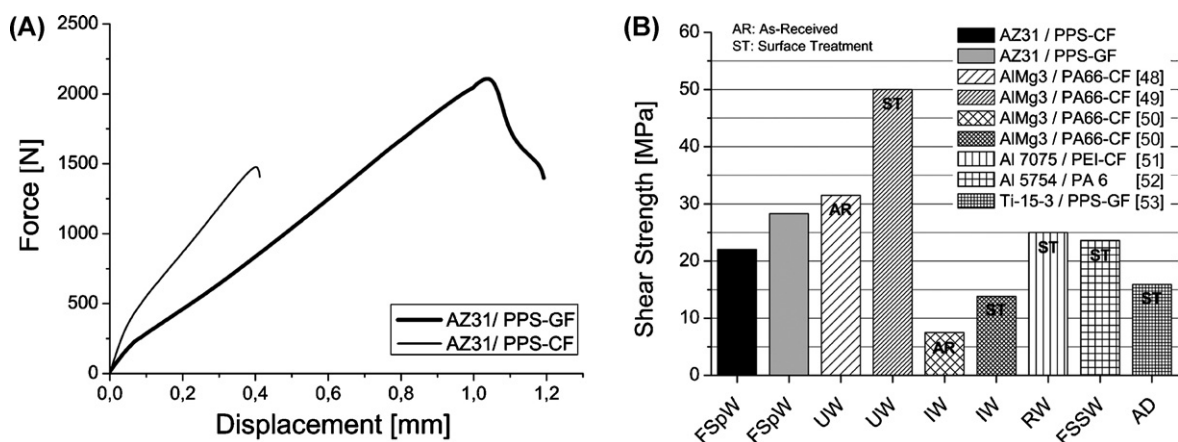 (A)
2500
2000
1500
1000
500
0
Force [N]
0,0 0,2 0,4 0,6 0,8 1,0 1,2
Displacement [mm]
AZ31/ PPS-GF
AZ31/ PPS-CF
(B)
60
50
40
30
20
10
0
Shear Strength [MPa]
AR: As-Received
ST: Surface Treatment
AZ31 / PPS-CF
AZ31 / PPS-GF
AlMg3 / PA66-CF [48]
AlMg3 / PA66-CF [49]
AlMg3 / PA66-CF [50]
AlMg3 / PA66-CF [50]
Al 7075 / PEI-CF [51]
Al 5754 / PA 6 [52]
Ti-15-3 / PPS-GF [53]
AR
ST
AR
ST
ST
ST
ST
FSpW FSpW UW UW IW IW RW FSSW AD